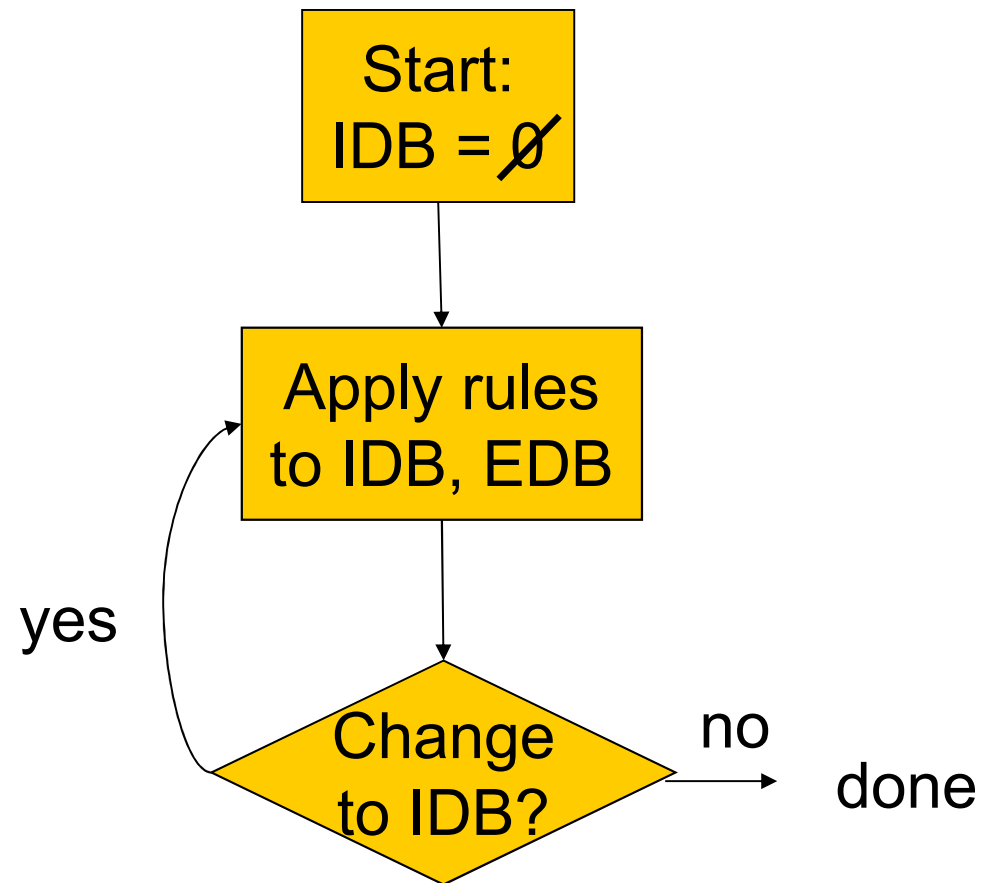 Start:
IDB = ∅
Apply rules
to IDB, EDB
yes
Change
to IDB?
no
done